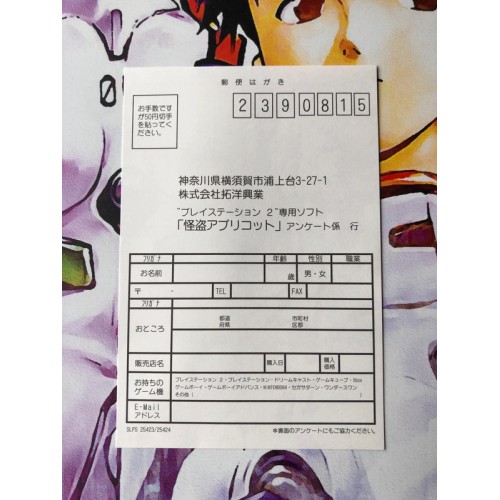 郵便はがき
お手数です
が50円切手
を貼ってく
ださい。
2390815
神奈川県横須賀市浦上台3-27-1
株式会社拓洋興業
"プレイステーション 2"専用ソフト
「怪盗アプリコット」アンケート係 行
フリガナ 年齢 性別 職業
お名前 歳 男・女
〒 - TEL FAX
フリガナ
おところ 都道府県 市町村区郡
販売店名 購入日 購入価格
お持ちの
ゲーム機
プレイステーション 2・プレイステーション・ドリームキャスト・ゲームキューブ・Xbox
ゲームボーイ・ゲームボーイアドバンス・NINTENDO64・セガサターン・ワンダースワン
その他 (
E-Mail
アドレス
SLPS 25423/25424 *裏面のアンケートにもご協力ください。